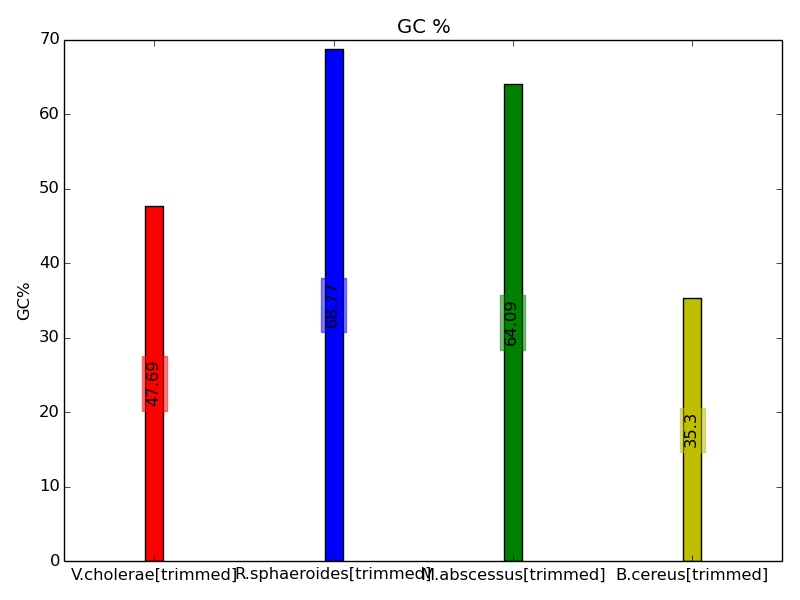 GC %
70
60
50
40
30
20
10
0
GC%
47.69
68.77
64.09
35.3
V.cholerae[trimmed]
R.sphaeroides[trimmed]
M.abscessus[trimmed]
B.cereus[trimmed]